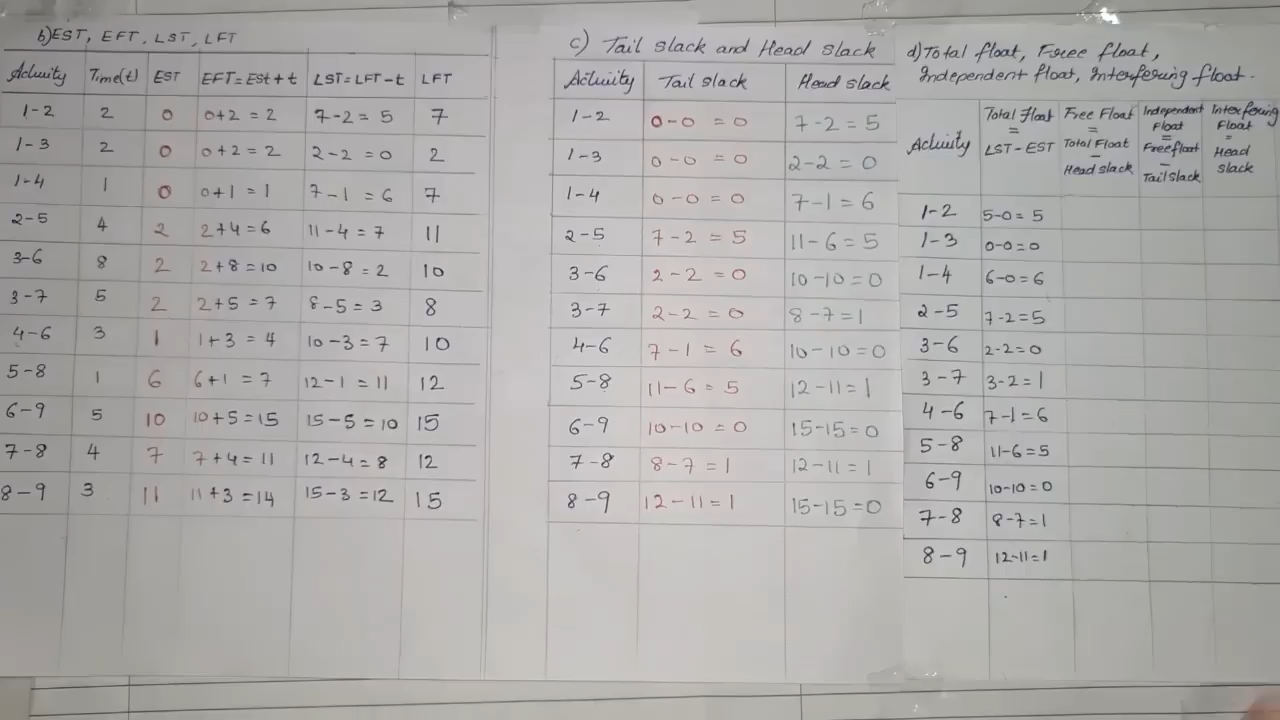 b)EST, EFT, LST, LFT
Activity Time(t) EST EFT=Est+t LST=LFT-t LFT
1-2 2 0 0+2=2 7-2=5 7
1-3 2 0 0+2=2 2-2=0 2
1-4 1 0 0+1=1 7-1=6 7
2-5 4 2 2+4=6 11-4=7 11
3-6 8 2 2+8=10 10-8=2 10
3-7 5 2 2+5=7 8-5=3 8
4-6 3 1 1+3=4 10-3=7 10
5-8 1 6 6+1=7 12-1=11 12
6-9 5 10 10+5=15 15-5=10 15
7-8 4 7 7+4=11 12-4=8 12
8-9 3 11 11+3=14 15-3=12 15
c) Tail slack and Head slack
Activity Tail slack Head slack
1-2 0-0=0 7-2=5
1-3 0-0=0 2-2=0
1-4 0-0=0 7-1=6
2-5 7-2=5 11-6=5
3-6 2-2=0 10-10=0
3-7 2-2=0 8-7=1
4-6 7-1=6 10-10=0
5-8 11-6=5 12-11=1
6-9 10-10=0 15-15=0
7-8 8-7=1 12-11=1
8-9 12-11=1 15-15=0
d)Total float, Free float,
Independent float, Interfering float.
Activity
Total float
=
LST-EST
Free Float
=
Total Float
-
Head slack
Independent
Float
=
Free float
-
Tail slack
Interfering
Float
=
Head
slack
1-2 5-0=5
1-3 0-0=0
1-4 6-0=6
2-5 7-2=5
3-6 2-2=0
3-7 3-2=1
4-6 7-1=6
5-8 11-6=5
6-9 10-10=0
7-8 8-7=1
8-9 12-11=1